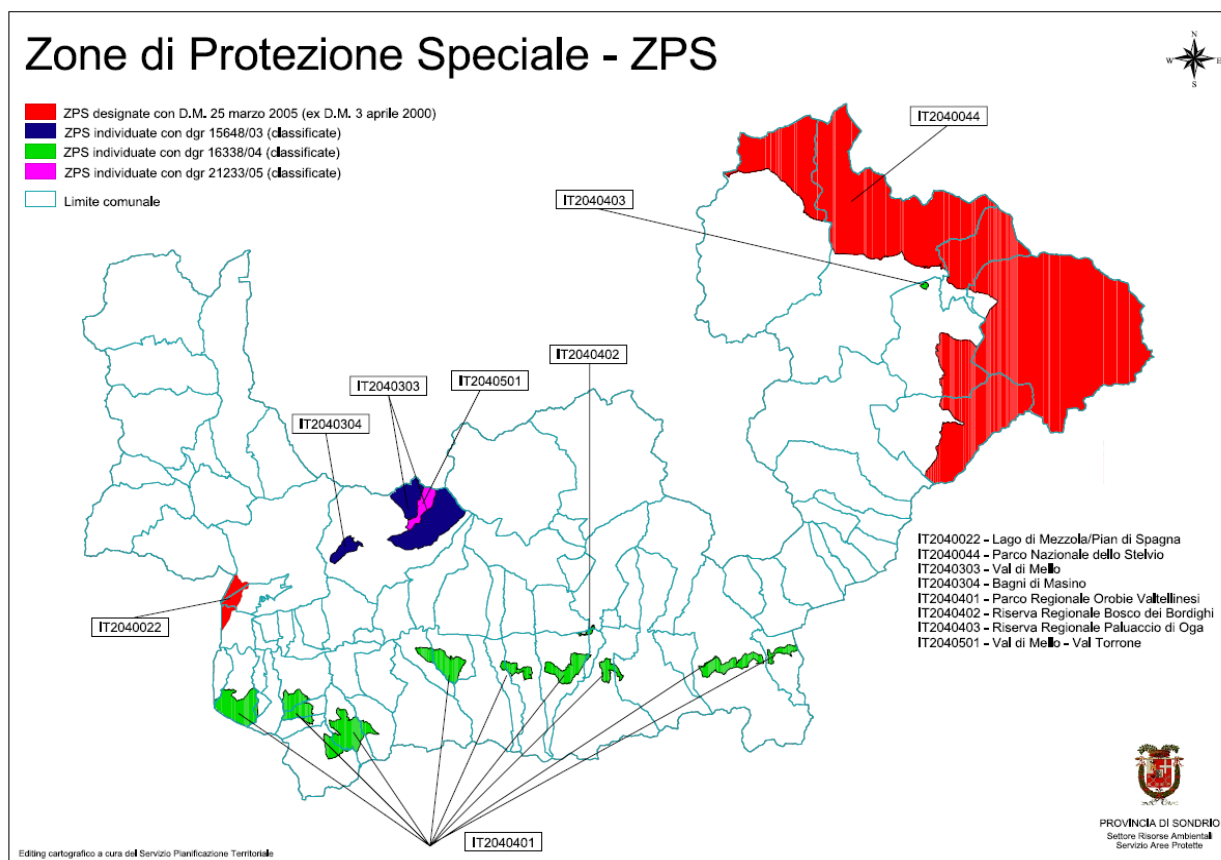 Zone di Protezione Speciale - ZPS
N
W E
S
ZPS designate con D.M. 25 marzo 2005 (ex D.M. 3 aprile 2000)
ZPS individuate con dgr 15648/03 (classificate)
ZPS individuate con dgr 16338/04 (classificate)
ZPS individuate con dgr 21233/05 (classificate)
Limite comunale
IT2040044
IT2040403
IT2040402
IT2040303
IT2040501
IT2040304
IT2040022
IT2040401
IT2040022 - Lago di Mezzola/Pian di Spagna
IT2040044 - Parco Nazionale dello Stelvio
IT2040303 - Val di Mello
IT2040304 - Bagni di Masino
IT2040401 - Parco Regionale Orobie Valtellinesi
IT2040402 - Riserva Regionale Bosco dei Bordighi
IT2040403 - Riserva Regionale Paluaccio di Oga
IT2040501 - Val di Mello - Val Torrone
PROVINCIA DI SONDRIO
Settore Risorse Ambientali
Servizio Aree Protette
Editing cartografico a cura del Servizio Pianificazione Territoriale